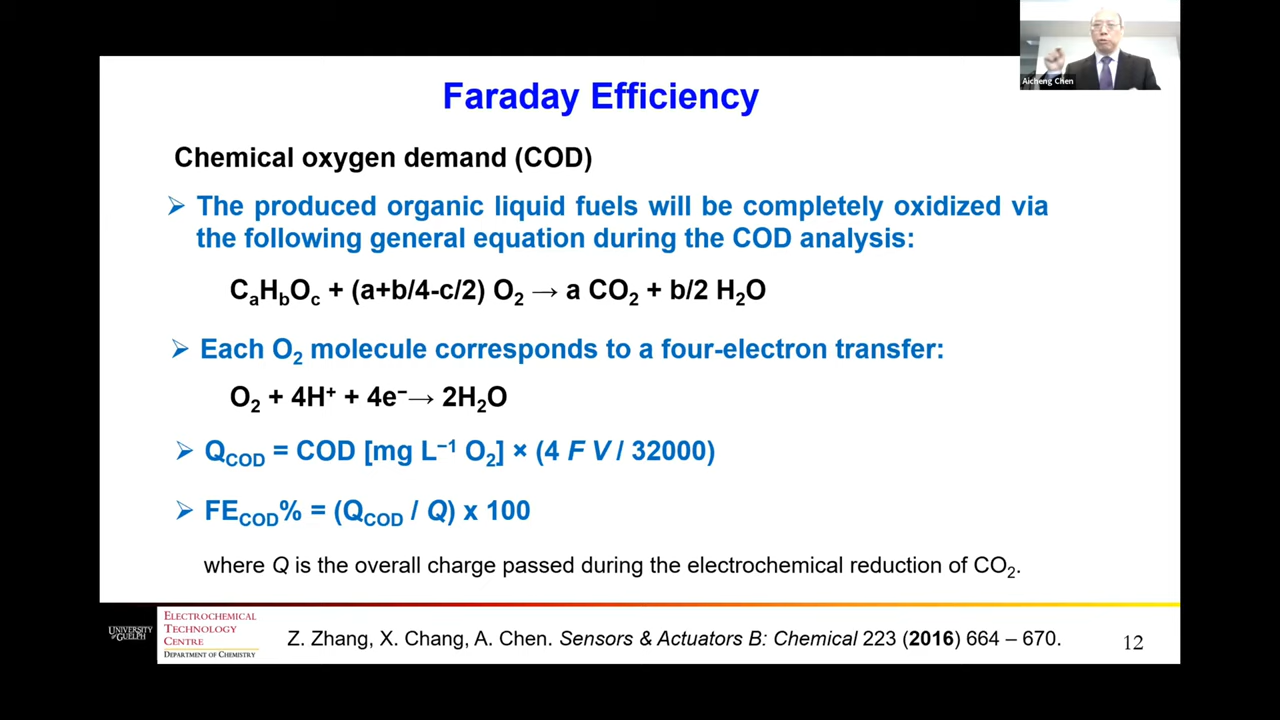 Aicheng Chen
Faraday Efficiency
Chemical oxygen demand (COD)
➢ The produced organic liquid fuels will be completely oxidized via
the following general equation during the COD analysis:
CₐH_bO_c + (a+b/4-c/2) O₂ → a CO₂ + b/2 H₂O
➢ Each O₂ molecule corresponds to a four-electron transfer:
O₂ + 4H⁺ + 4e⁻→ 2H₂O
➢ Q_COD = COD [mg L⁻¹ O₂] × (4 F V / 32000)
➢ FE_COD% = (Q_COD / Q) x 100
where Q is the overall charge passed during the electrochemical reduction of CO₂.
UNIVERSITY
of GUELPH
ELECTROCHEMICAL
TECHNOLOGY
CENTRE
DEPARTMENT OF CHEMISTRY
Z. Zhang, X. Chang, A. Chen. Sensors & Actuators B: Chemical 223 (2016) 664 – 670.
12